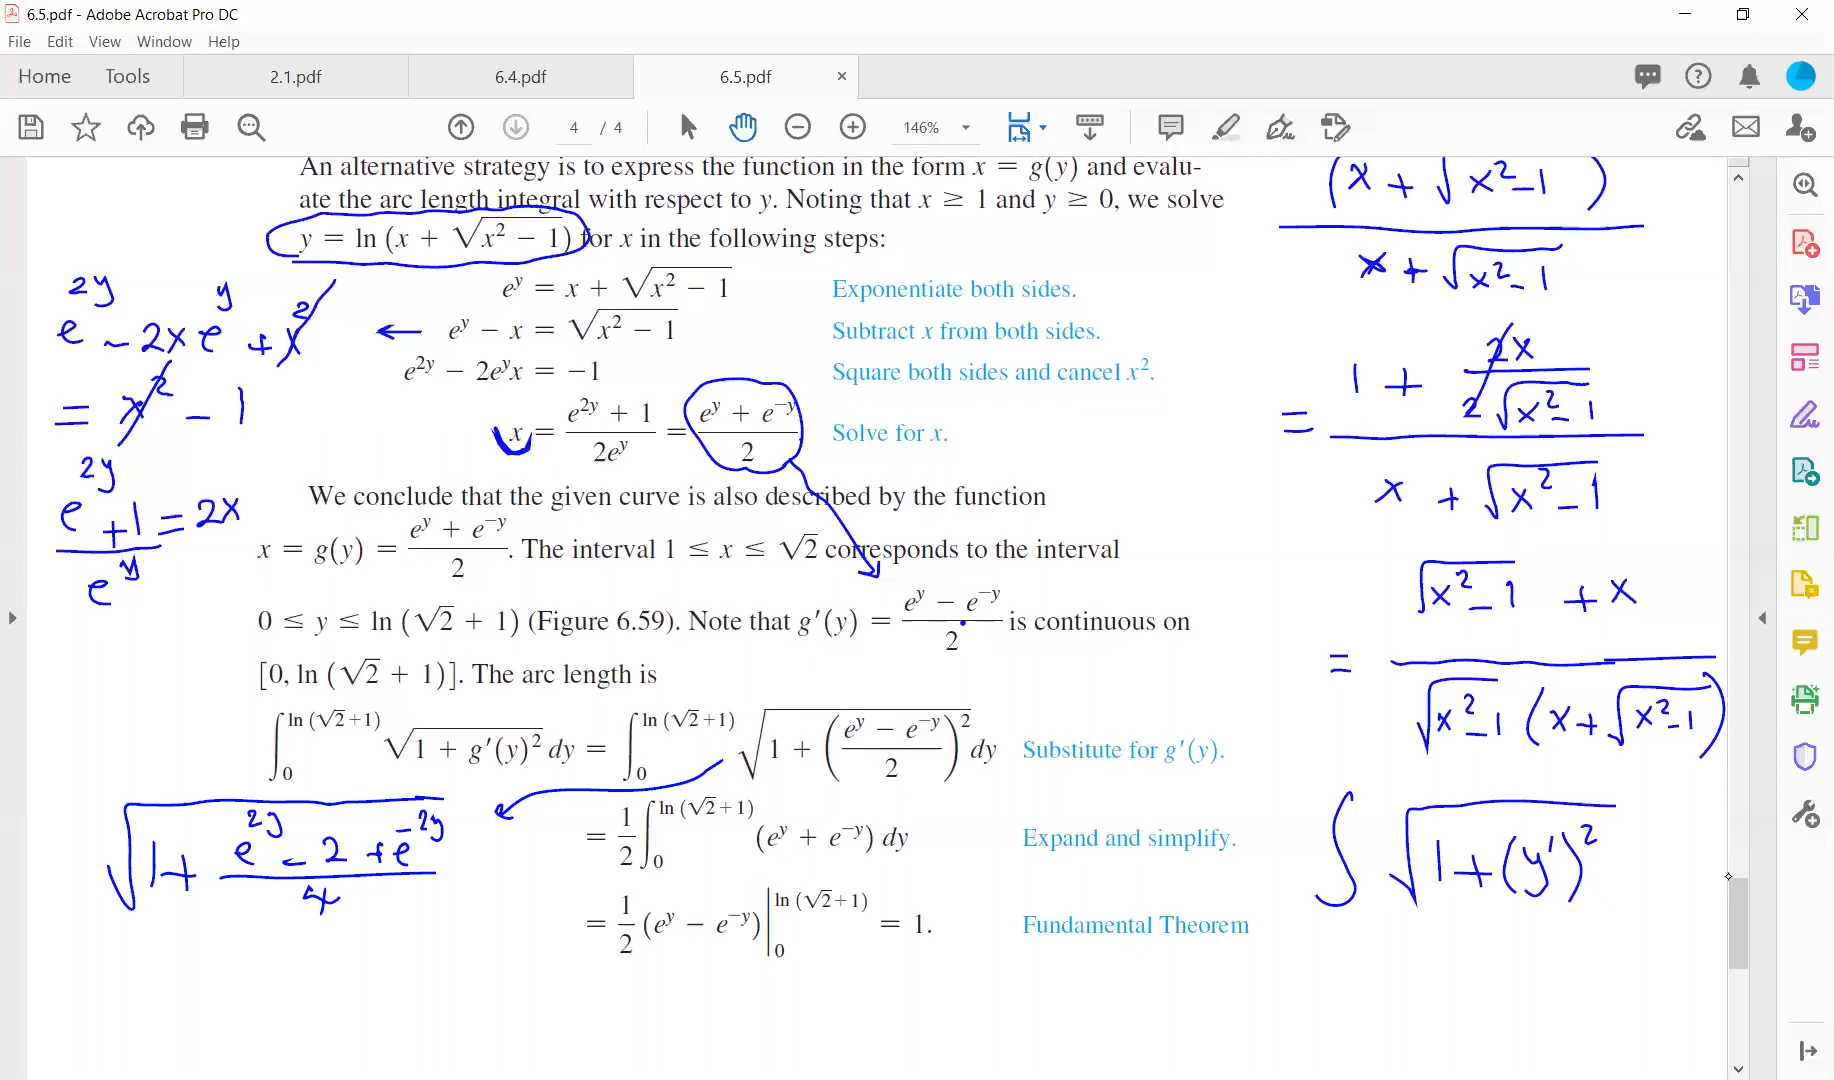 6.5.pdf - Adobe Acrobat Pro DC
File Edit View Window Help
Home Tools 2.1.pdf 6.4.pdf 6.5.pdf ×
4 / 4 146%
An alternative strategy is to express the function in the form x = g(y) and evalu-
ate the arc length integral with respect to y. Noting that x ≥ 1 and y ≥ 0, we solve
y = ln (x + √(x² − 1)) for x in the following steps:
e^y = x + √(x² − 1) Exponentiate both sides.
e^y − x = √(x² − 1) Subtract x from both sides.
e^(2y) − 2e^y x = −1 Square both sides and cancel x².
x = (e^(2y) + 1)/(2e^y) = (e^y + e^(−y))/2 Solve for x.
We conclude that the given curve is also described by the function
x = g(y) = (e^y + e^(−y))/2. The interval 1 ≤ x ≤ √2 corresponds to the interval
0 ≤ y ≤ ln (√2 + 1) (Figure 6.59). Note that g′(y) = (e^y − e^(−y))/2 is continuous on
[0, ln (√2 + 1)]. The arc length is
∫_0^(ln (√2+1)) √(1 + g′(y)²) dy = ∫_0^(ln (√2+1)) √(1 + ((e^y − e^(−y))/2)²) dy Substitute for g′(y).
= 1/2 ∫_0^(ln (√2+1)) (e^y + e^(−y)) dy Expand and simplify.
= 1/2 (e^y − e^(−y)) |_0^(ln (√2+1)) = 1. Fundamental Theorem
e^(2y) − 2x e^y + x²
= x² − 1
(e^(2y) + 1)/e^y = 2x
√(1 + (e^(2y) − 2 + e^(−2y))/4)
(x + √(x² − 1))
x + √(x² − 1)
= (1 + 2x/(2√(x² − 1)))
x + √(x² − 1)
√(x² − 1) + x
= √(x² − 1) (x + √(x² − 1))
∫ √(1 + (y′)²)